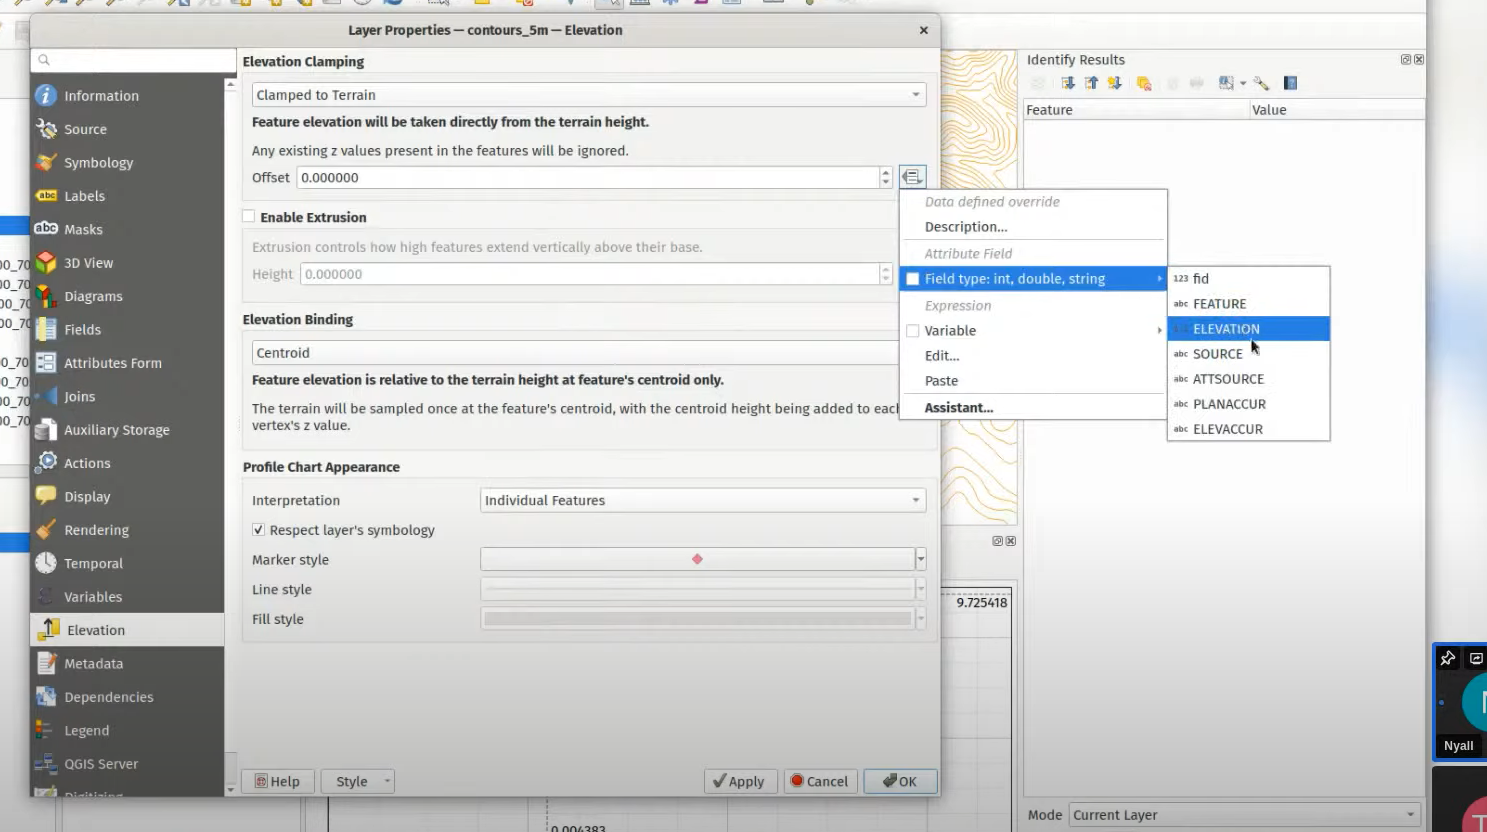 Layer Properties — contours_5m — Elevation
Information
Source
Symbology
Labels
Masks
3D View
Diagrams
Fields
Attributes Form
Joins
Auxiliary Storage
Actions
Display
Rendering
Temporal
Variables
Elevation
Metadata
Dependencies
Legend
QGIS Server
Digitizing
Elevation Clamping
Clamped to Terrain
Feature elevation will be taken directly from the terrain height.
Any existing z values present in the features will be ignored.
Offset 0.000000
Enable Extrusion
Extrusion controls how high features extend vertically above their base.
Height 0.000000
Elevation Binding
Centroid
Feature elevation is relative to the terrain height at feature's centroid only.
The terrain will be sampled once at the feature's centroid, with the centroid height being added to each
vertex's z value.
Profile Chart Appearance
Interpretation Individual Features
Respect layer's symbology
Marker style
Line style
Fill style
Help
Style
Apply
Cancel
OK
Data defined override
Description...
Attribute Field
Field type: int, double, string
Expression
Variable
Edit...
Paste
Assistant...
123 fid
abc FEATURE
ELEVATION
abc SOURCE
abc ATTSOURCE
abc PLANACCUR
abc ELEVACCUR
Identify Results
Feature Value
9.725418
0.004383
Mode Current Layer
Nyall